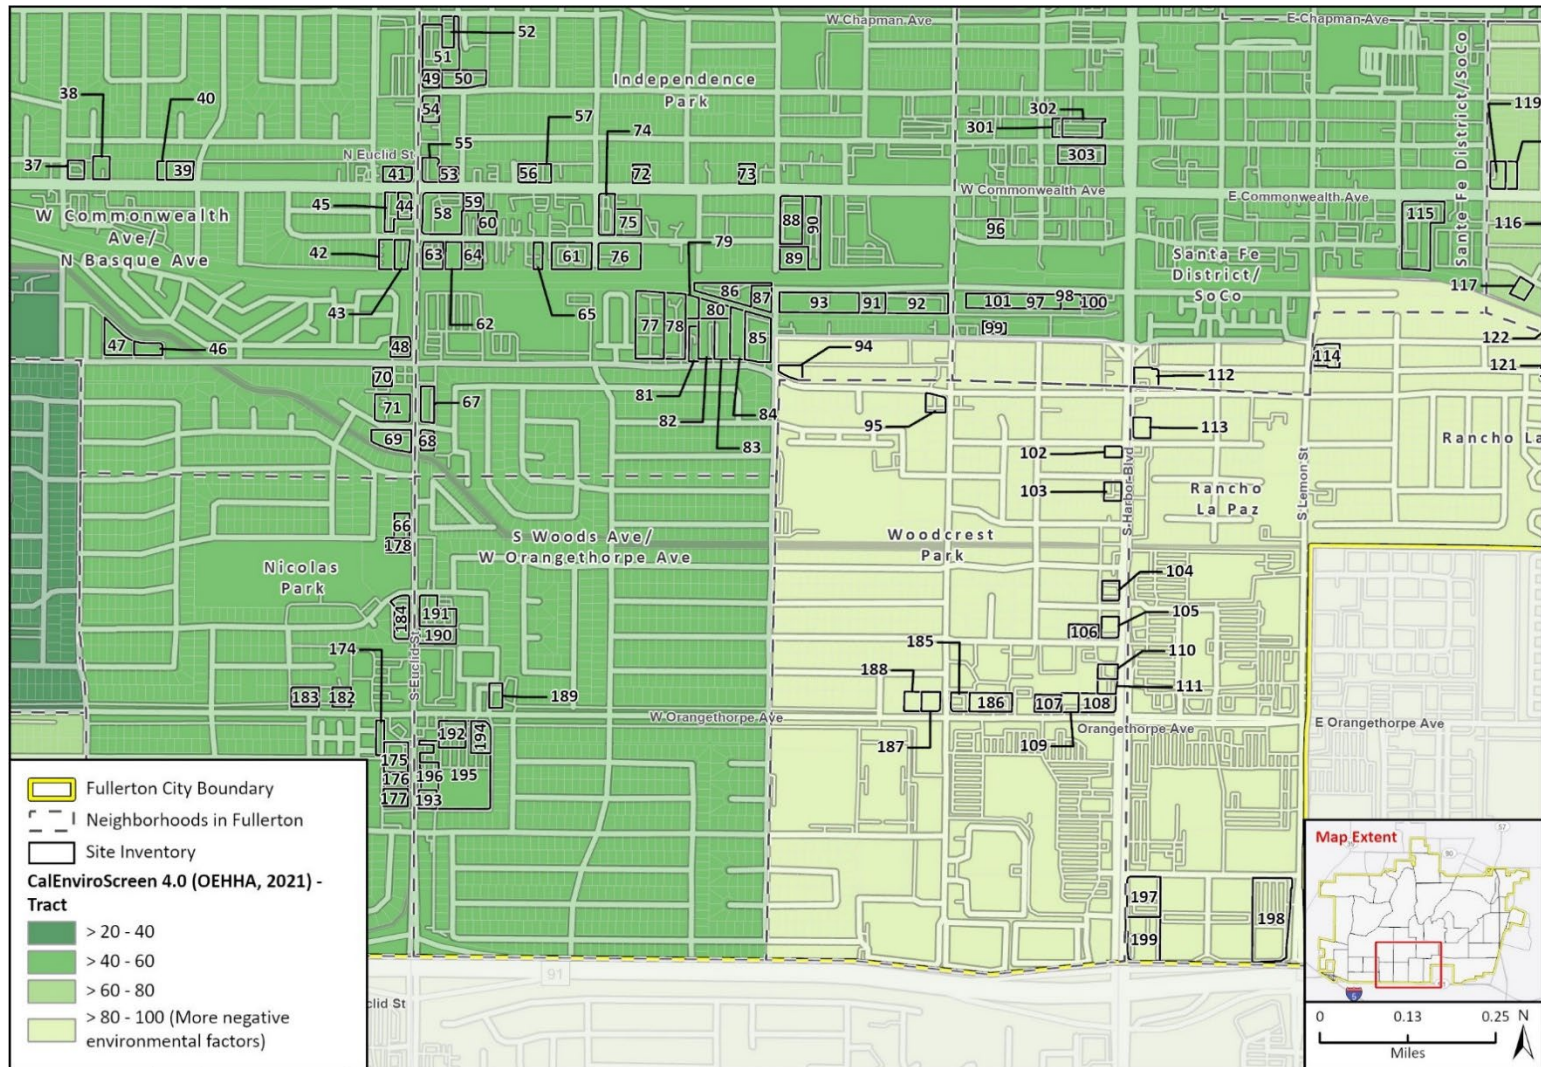 W Chapman Ave
E Chapman Ave
52
51
49
50
54
Independence
Park
38
40
57
74
302
301
303
119
Sante Fe District/SoCo
37
39
N Euclid St
41
55
53
56
72
73
W Commonwealth Ave
E Commonwealth Ave
45
44
58
59
60
75
88
90
96
115
116
W Commonwealth
Ave/
N Basque Ave
42
43
63
64
62
65
61
76
79
89
Santa Fe
District/
SoCo
117
86
87
77
78
80
85
93
91
92
101
97
98
100
99
122
121
47
46
48
94
114
70
71
67
81
82
83
84
95
112
113
69
68
102
103
S Harbor Blvd
S Lemon St
Rancho La
Rancho
La Paz
66
178
S Woods Ave/
W Orangethorpe Ave
Woodcrest
Park
Nicolas
Park
184
191
190
S Euclid St
104
105
106
174
185
188
110
111
183
182
189
186
107
108
W Orangethorpe Ave
Orangethorpe Ave
E Orangethorpe Ave
187
109
192
194
175
176
196
195
177
193
197
198
199
91
clid St
Fullerton City Boundary
Neighborhoods in Fullerton
Site Inventory
CalEnviroScreen 4.0 (OEHHA, 2021) -
Tract
> 20 - 40
> 40 - 60
> 60 - 80
> 80 - 100 (More negative
environmental factors)
Map Extent
57
90
39
5
0
0.13
0.25
N
Miles